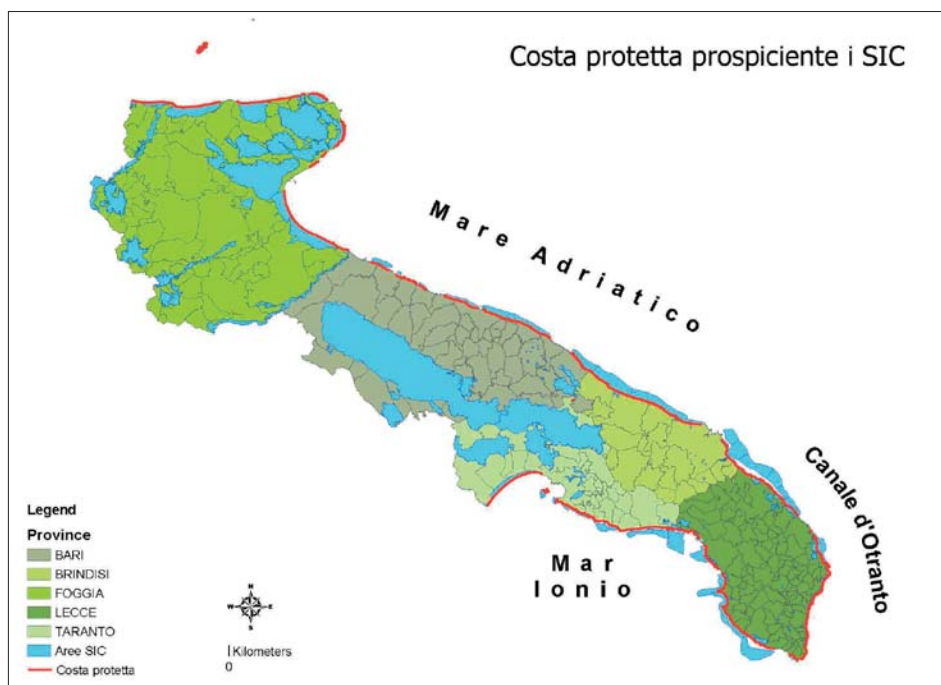 Costa protetta prospiciente i SIC
Mare Adriatico
Canale d'Otranto
Mar
Ionio
Legend
Province
BARI
BRINDISI
FOGGIA
LECCE
TARANTO
Aree SIC
Costa protetta
N
W E
S
Kilometers
0